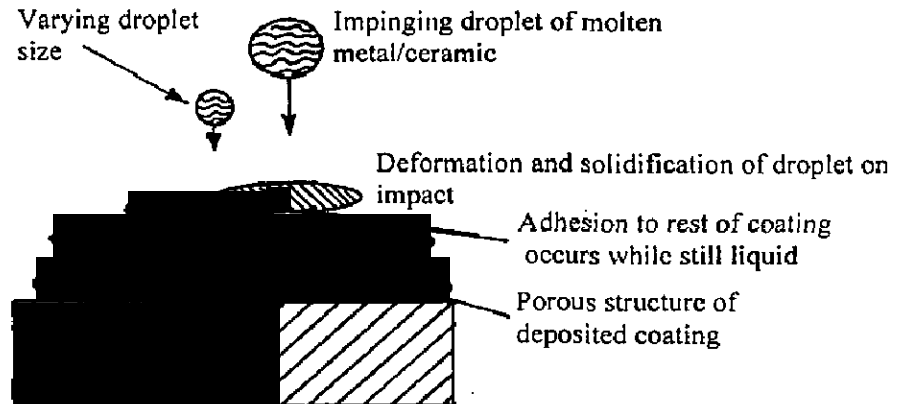 Varying droplet
size
Impinging droplet of molten
metal/ceramic
Deformation and solidification of droplet on
impact
Adhesion to rest of coating
occurs while still liquid
Porous structure of
deposited coating